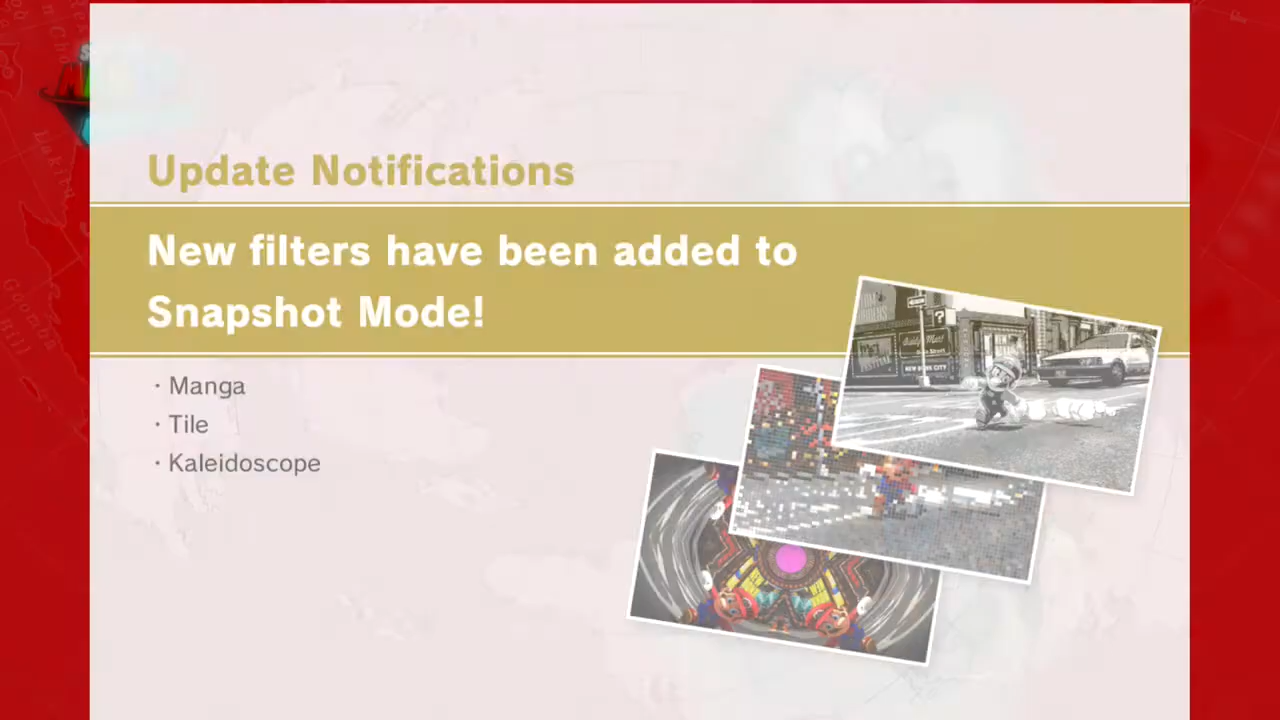 Update Notifications
New filters have been added to
Snapshot Mode!
· Manga
· Tile
· Kaleidoscope